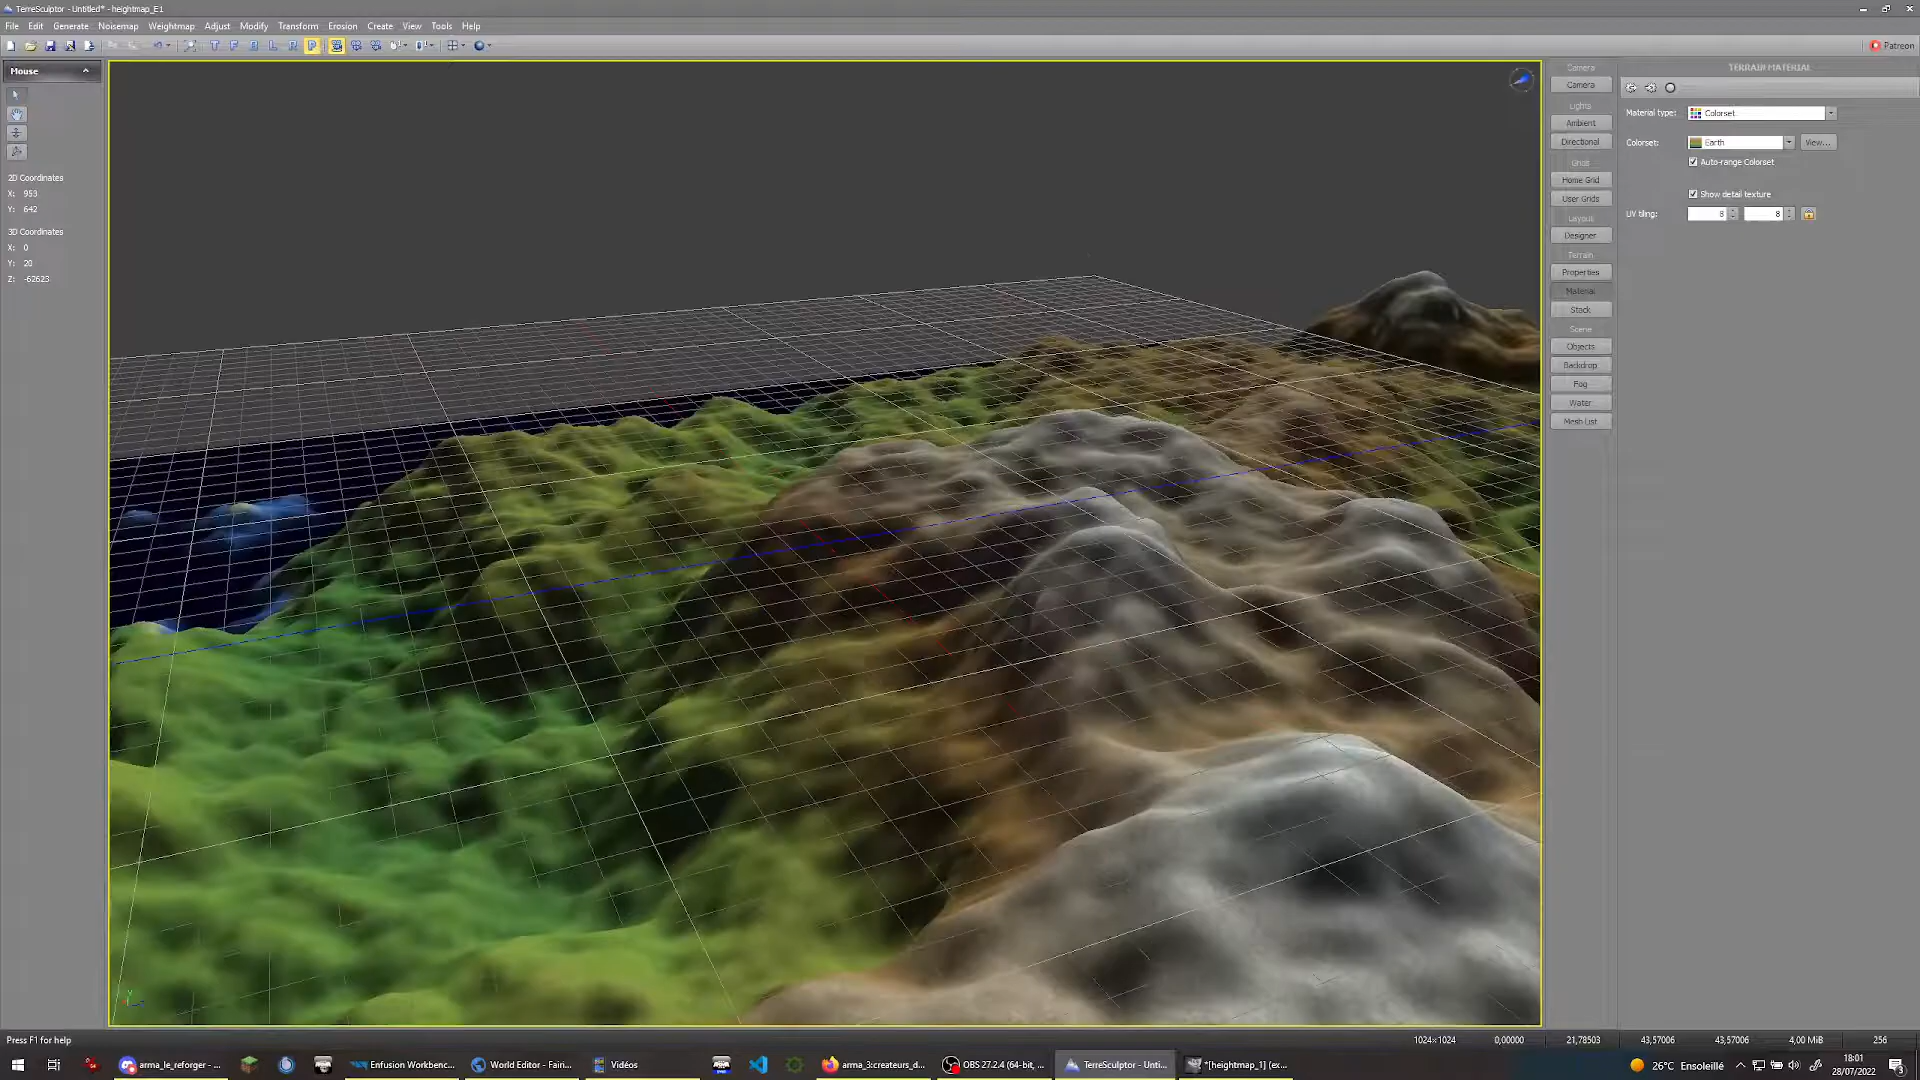 TerreSculptor - Untitled* - heightmap_E1
File Edit Generate Noisemap Weightmap Adjust Modify Transform Erosion Create View Tools Help
Patreon
Mouse
2D Coordinates
X: 953
Y: 642
3D Coordinates
X: 0
Y: 20
Z: -62623
Camera
Camera
Lights
Ambient
Directional
Grids
Home Grid
User Grids
Layout
Designer
Terrain
Properties
Material
Stack
Scene
Objects
Backdrop
Fog
Water
Mesh List
TERRAIN MATERIAL
Material type: Colorset
Colorset: Earth View...
Auto-range Colorset
Show detail texture
UV tiling: 8 8
Press F1 for help
1024×1024 0,00000 21,78503 43,57006 43,57006 4,00 MiB 256
arma_le_reforger - ...
Enfusion Workbenc...
World Editor - Fain...
Vidéos
arma_3:createurs_d...
OBS 27.2.4 (64-bit, ...
TerreSculptor - Unti...
*[heightmap_1] (ex...
26°C Ensoleillé
18:01
28/07/2022
3